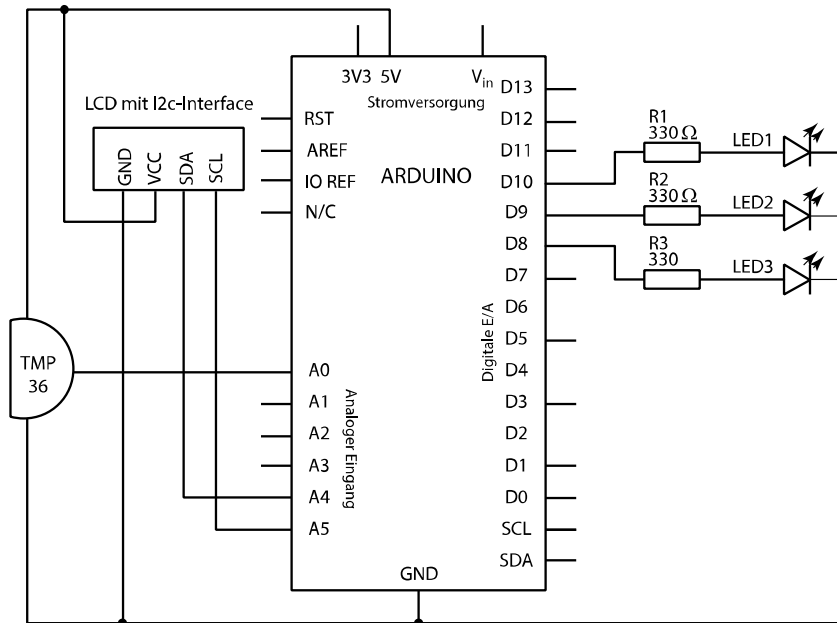 3V3 5V
V in
Stromversorgung
LCD mit I2c-Interface
GND
VCC
SDA
SCL
RST
AREF
IO REF
N/C
ARDUINO
D13
D12
D11
D10
D9
D8
D7
D6
D5
D4
D3
D2
D1
D0
SCL
SDA
Digitale E/A
R1
330 Ω
LED1
R2
330 Ω
LED2
R3
330
LED3
TMP
36
A0
A1
A2
A3
A4
A5
Analoger Eingang
GND